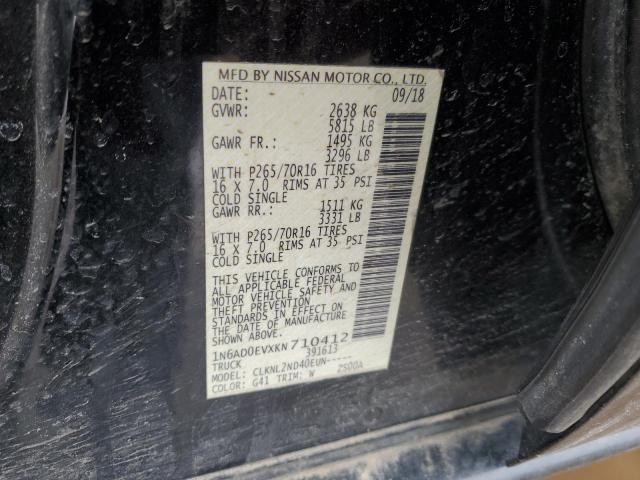 MFD BY NISSAN MOTOR CO., LTD.
DATE: 09/18
GVWR: 2638 KG
5815 LB
GAWR FR.: 1495 KG
3296 LB
WITH P265/70R16 TIRES
16 X 7.0 RIMS AT 35 PSI
COLD SINGLE
GAWR RR.: 1511 KG
3331 LB
WITH P265/70R16 TIRES
16 X 7.0 RIMS AT 35 PSI
COLD SINGLE
THIS VEHICLE CONFORMS TO
ALL APPLICABLE FEDERAL
MOTOR VEHICLE SAFETY AND
THEFT PREVENTION
STANDARDS IN EFFECT ON
THE DATE OF MANUFACTURE
SHOWN ABOVE.
1N6AD0EVXKN710412
TRUCK 391613
MODEL: CLKNL2ND40EUN-----
COLOR: G41 TRIM: W 2S00A